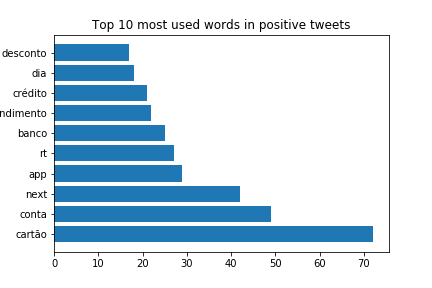 Top 10 most used words in positive tweets
desconto
dia
crédito
ndimento
banco
rt
app
next
conta
cartão
0 10 20 30 40 50 60 70